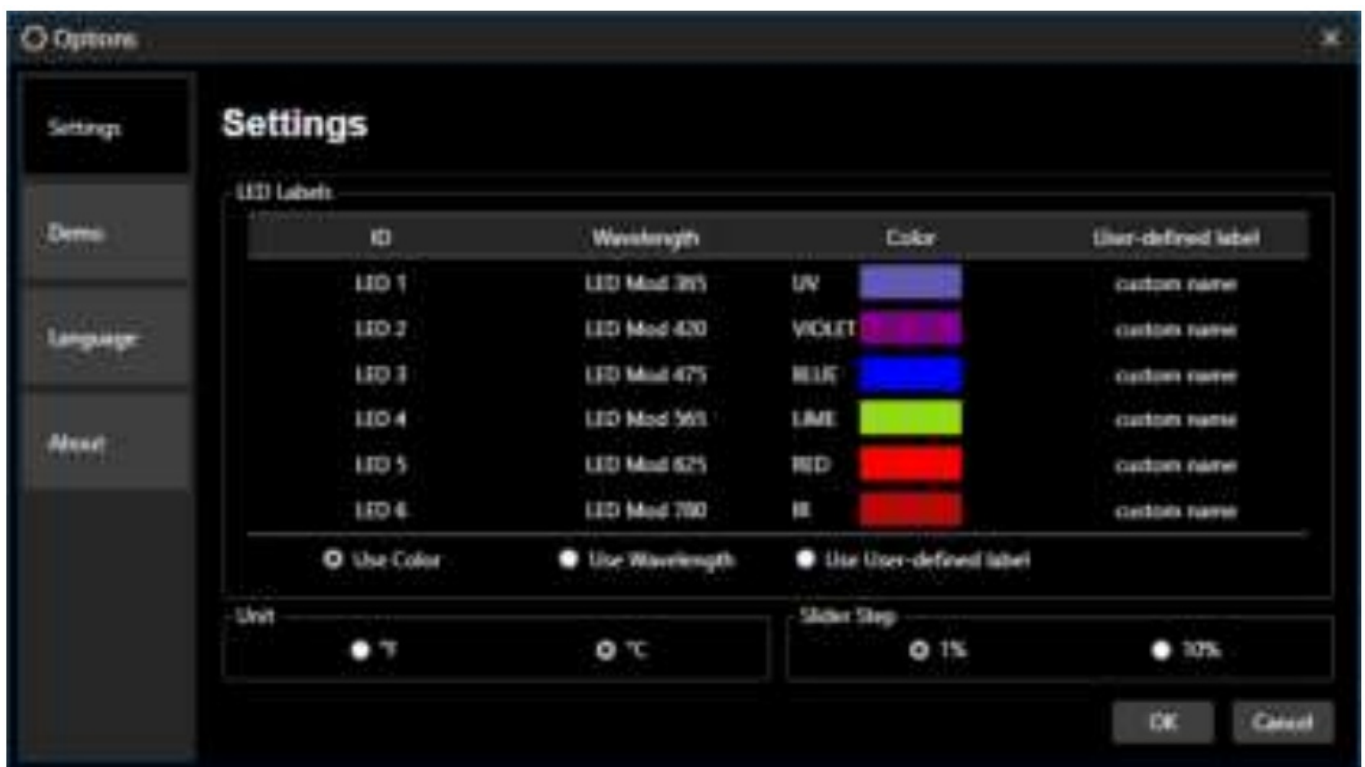 Options
Settings
Settings
Demo
Language
About
LED Labels
ID Wavelength Color User-defined label
LED 1 LED Mod 365 UV custom name
LED 2 LED Mod 420 VIOLET custom name
LED 3 LED Mod 475 BLUE custom name
LED 4 LED Mod 565 LIME custom name
LED 5 LED Mod 625 RED custom name
LED 6 LED Mod 780 IR custom name
Use Color Use Wavelength Use User-defined label
Unit Slider Step
°F °C 1% 10%
OK Cancel